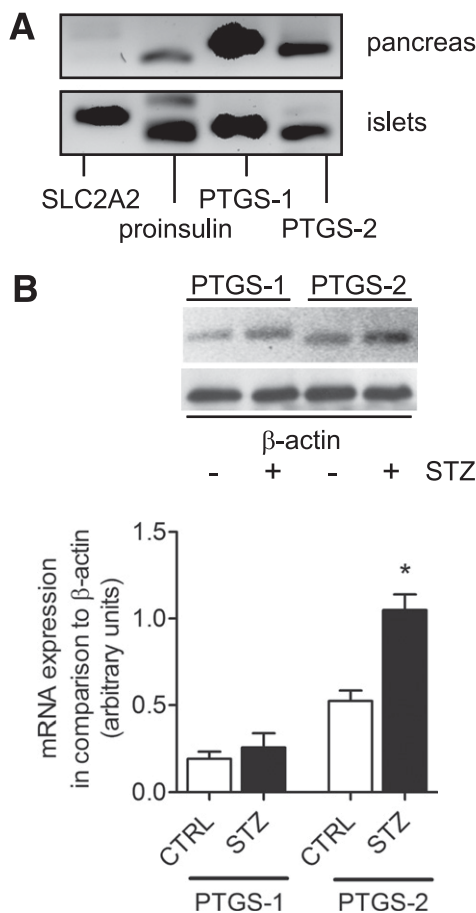 A
pancreas
islets
SLC2A2 PTGS-1
proinsulin PTGS-2
B
PTGS-1 PTGS-2
β-actin
- + - + STZ
mRNA expression
in comparison to β-actin
(arbitrary units)
1.5
1.0
0.5
0.0
*
CTRL STZ CTRL STZ
PTGS-1 PTGS-2